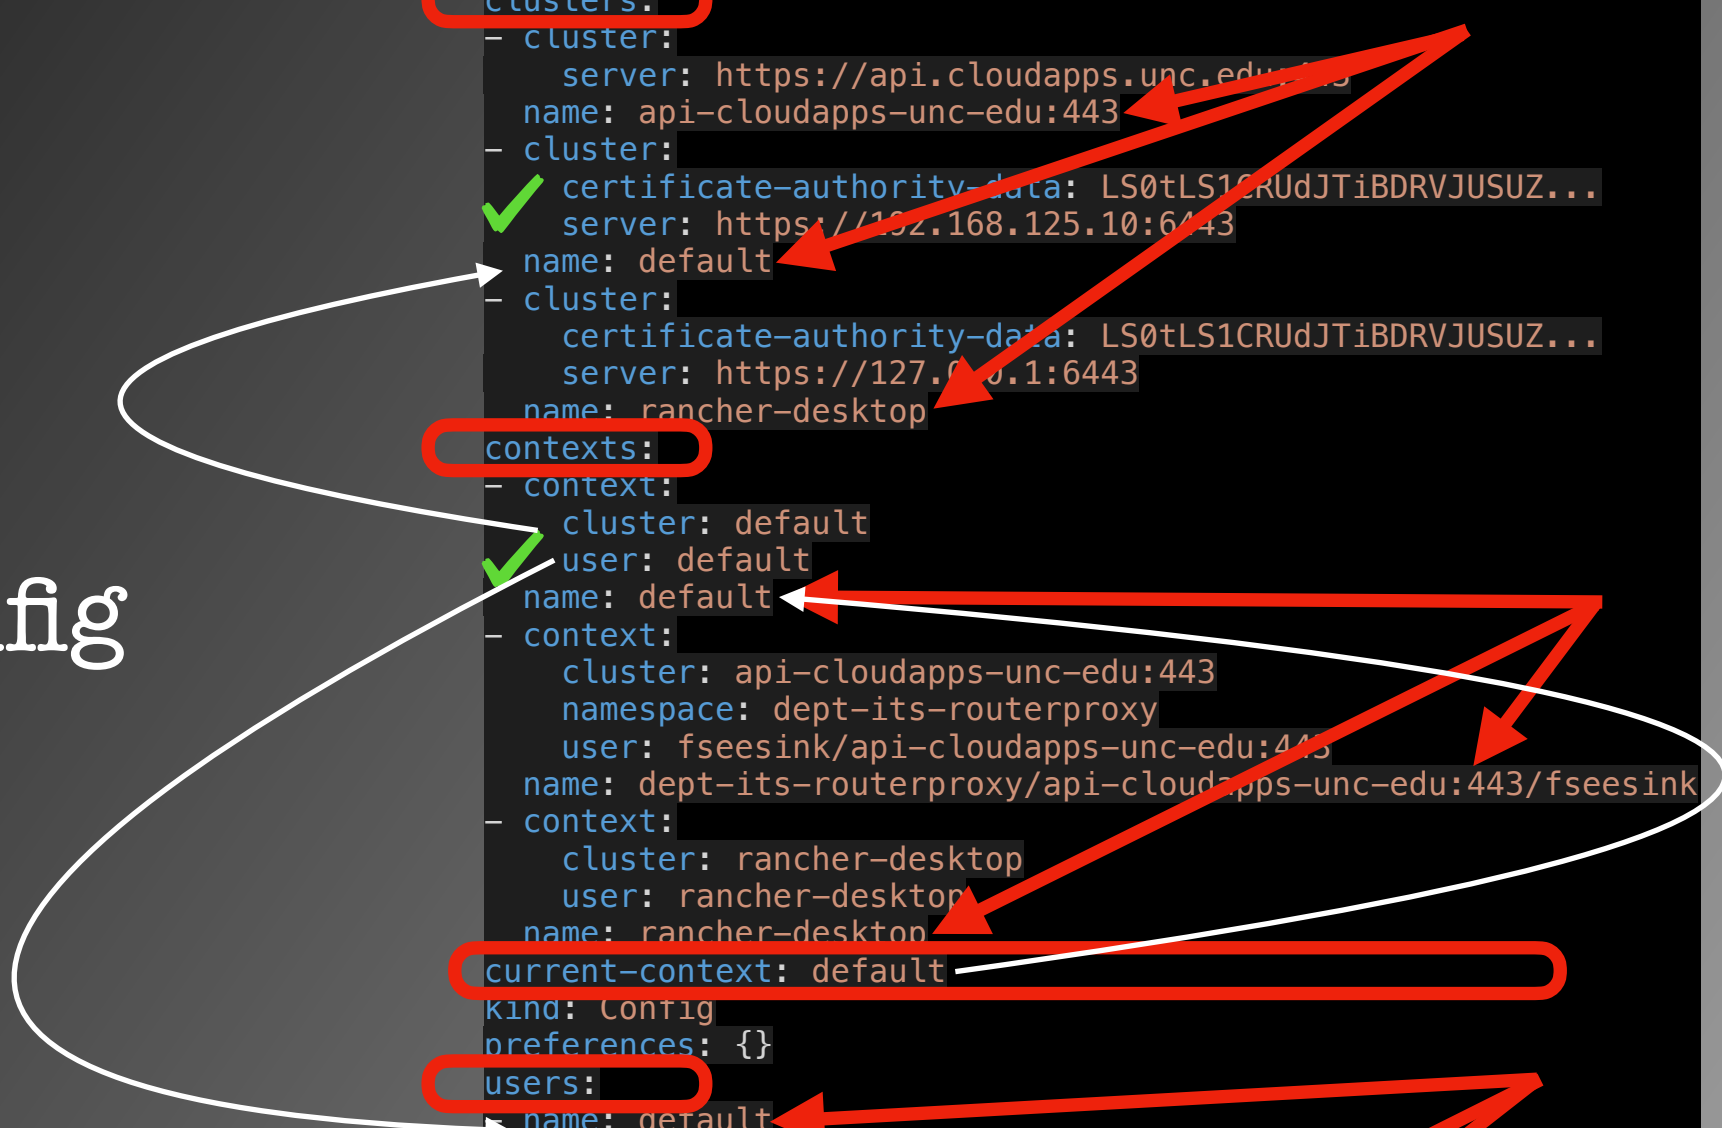 clusters:
- cluster:
    server: https://api.cloudapps.unc.edu:443
  name: api-cloudapps-unc-edu:443
- cluster:
    certificate-authority-data: LS0tLS1CRUdJTiBDRVJUSUZ...
    server: https://192.168.125.10:6443
  name: default
- cluster:
    certificate-authority-data: LS0tLS1CRUdJTiBDRVJUSUZ...
    server: https://127.0.0.1:6443
  name: rancher-desktop
contexts:
- context:
    cluster: default
    user: default
  name: default
- context:
    cluster: api-cloudapps-unc-edu:443
    namespace: dept-its-routerproxy
    user: fseesink/api-cloudapps-unc-edu:443
  name: dept-its-routerproxy/api-cloudapps-unc-edu:443/fseesink
- context:
    cluster: rancher-desktop
    user: rancher-desktop
  name: rancher-desktop
current-context: default
kind: Config
preferences: {}
users:
- name: default
fig